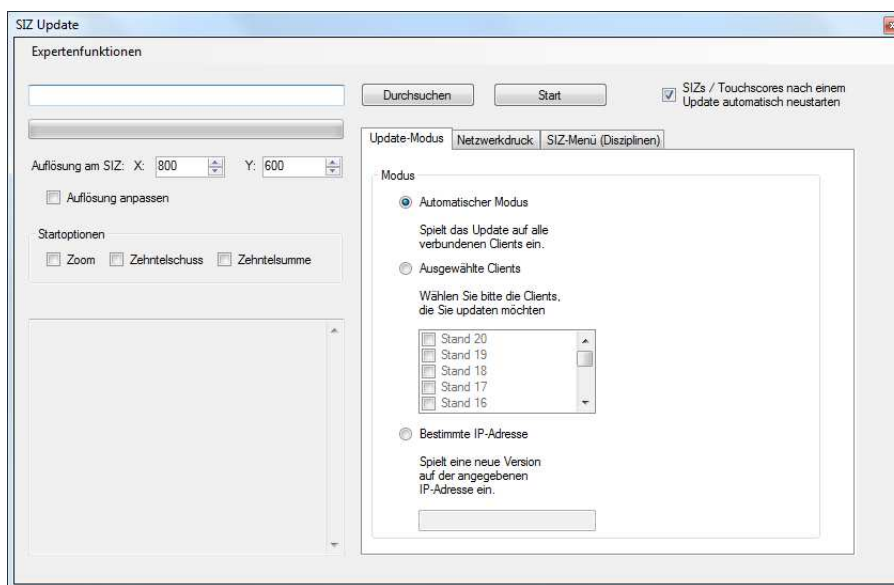 SIZ Update
Expertenfunktionen
Durchsuchen
Start
SIZs / Touchscores nach einem
Update automatisch neustarten
Update-Modus
Netzwerkdruck
SIZ-Menü (Disziplinen)
Auflösung am SIZ: X: 800 Y: 600
Auflösung anpassen
Startoptionen
Zoom
Zehntelschuss
Zehntelsumme
Modus
Automatischer Modus
Spielt das Update auf alle
verbundenen Clients ein.
Ausgewählte Clients
Wählen Sie bitte die Clients,
die Sie updaten möchten
Stand 20
Stand 19
Stand 18
Stand 17
Stand 16
Bestimmte IP-Adresse
Spielt eine neue Version
auf der angegebenen
IP-Adresse ein.